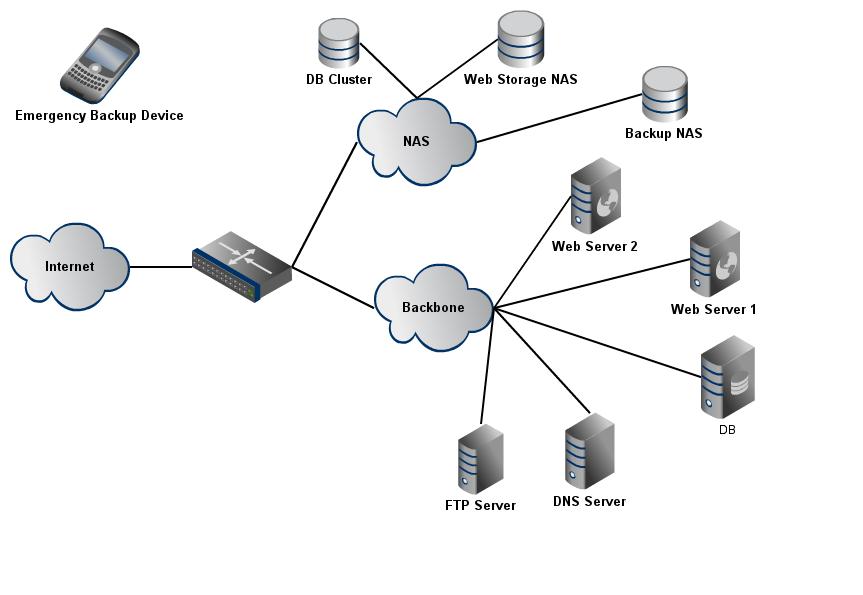 DB Cluster
Web Storage NAS
Emergency Backup Device
Backup NAS
NAS
Web Server 2
Internet
Backbone
Web Server 1
DB
FTP Server
DNS Server